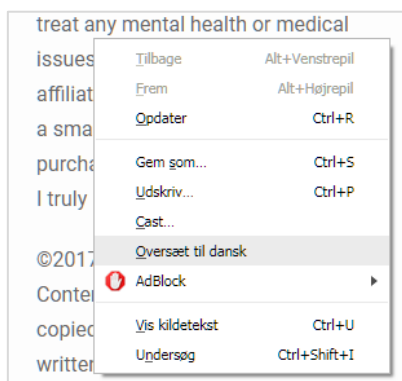 treat any mental health or medical
issues
affiliat
a sma
purcha
I truly
©2017
Conter
copied
writter
Tilbage Alt+Venstrepil
Frem Alt+Højrepil
Opdater Ctrl+R
Gem som... Ctrl+S
Udskriv... Ctrl+P
Cast...
Oversæt til dansk
AdBlock
Vis kildetekst Ctrl+U
Undersøg Ctrl+Shift+I